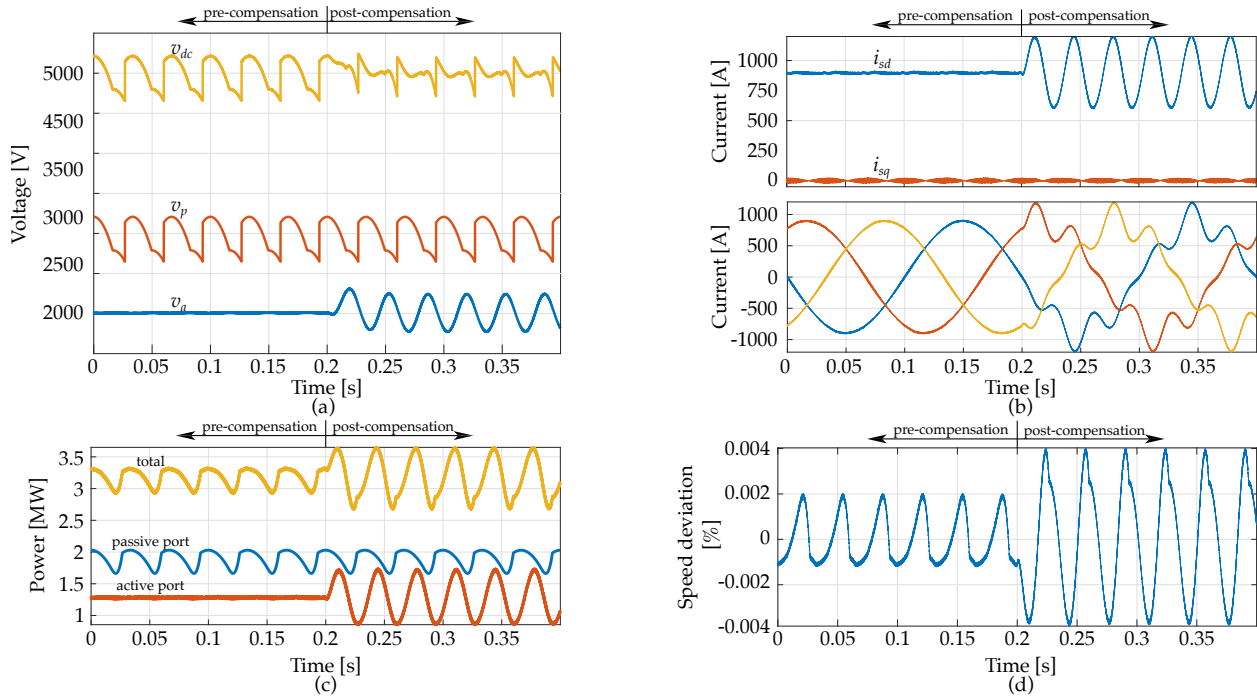 pre-compensation post-compensation
v_dc
5000
4500
3500
v_p
3000
2500
v_a
2000
Voltage [V]
0 0.05 0.1 0.15 0.2 0.25 0.3 0.35
Time [s]
(a)
pre-compensation post-compensation
i_sd
1000
750
500
250
i_sq
0
Current [A]
1000
500
0
-500
-1000
Current [A]
0 0.05 0.1 0.15 0.2 0.25 0.3 0.35
Time [s]
(b)
pre-compensation post-compensation
total
3.5
3
2.5
passive port
2
1.5
active port
1
Power [MW]
0 0.05 0.1 0.15 0.2 0.25 0.3 0.35
Time [s]
(c)
pre-compensation post-compensation
0.004
0.002
0
-0.002
-0.004
Speed deviation
[%]
0 0.05 0.1 0.15 0.2 0.25 0.3 0.35
Time [s]
(d)